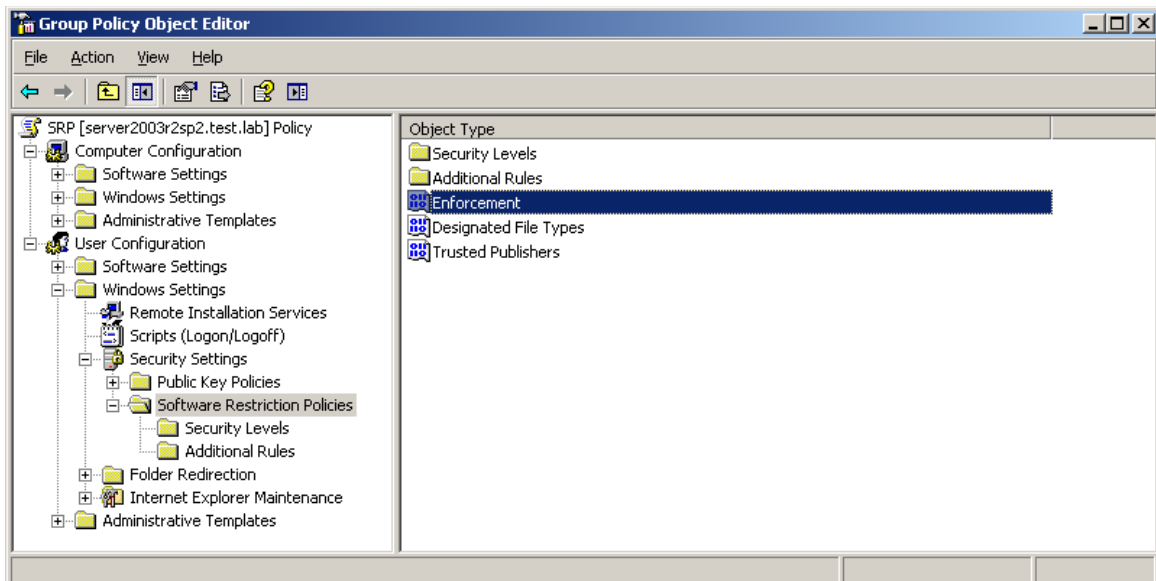 Group Policy Object Editor
File Action View Help
SRP [server2003r2sp2.test.lab] Policy
Computer Configuration
Software Settings
Windows Settings
Administrative Templates
User Configuration
Software Settings
Windows Settings
Remote Installation Services
Scripts (Logon/Logoff)
Security Settings
Public Key Policies
Software Restriction Policies
Security Levels
Additional Rules
Folder Redirection
Internet Explorer Maintenance
Administrative Templates
Object Type
Security Levels
Additional Rules
Enforcement
Designated File Types
Trusted Publishers